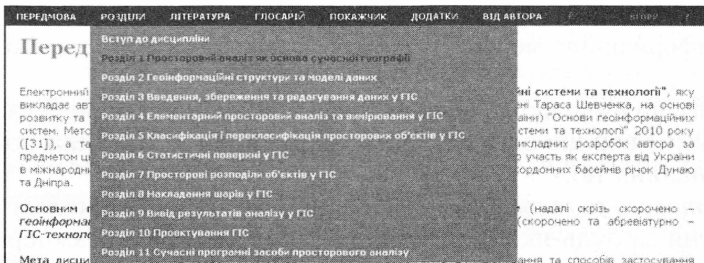 ПЕРЕДМОВА РОЗДІЛИ ЛІТЕРАТУРА ГЛОСАРІЙ ПОКАЖЧИК ДОДАТКИ ВІД АВТОРА ?
Перед
Вступ до дисципліни
Розділ 1 Просторовий аналіз як основа сучасної географії
Розділ 2 Геоінформаційні структури та моделі даних
Розділ 3 Введення, збереження та редагування даних у ГІС
Розділ 4 Елементарний просторовий аналіз та вимірювання у ГІС
Розділ 5 Класифікація і перекласифікація просторових об'єктів у ГІС
Розділ 6 Статистичні поверхні у ГІС
Розділ 7 Просторові розподіли об'єктів у ГІС
Розділ 8 Накладання шарів у ГІС
Розділ 9 Вивід результатів аналізу у ГІС
Розділ 10 Проектування ГІС
Розділ 11 Сучасні програмні засоби просторового аналізу
Електронний ні системи та технології", яку
викладає авт ені Тараса Шевченка, на основі
розвитку та аїни) "Основи геоінформаційних
систем. Мето стеми та технології" 2010 року
([31]), а та икладних розробок автора за
предметом ц о участь як експерта від України
в міжнародни ордонних басейнів річок Дунаю
та Дніпра.
Основним п (надалі скрізь скорочено –
геоінформа (скорочено та абревіатурно –
ГІС-техноло
Мета дисци ання та способів застосування